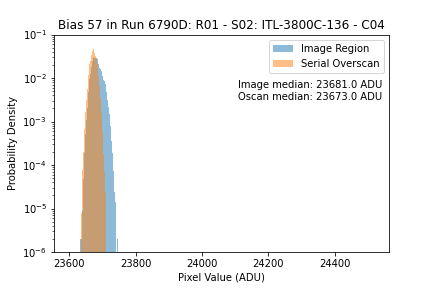 Bias 57 in Run 6790D: R01 - S02: ITL-3800C-136 - C04
Image Region
Serial Overscan
Image median: 23681.0 ADU
Oscan median: 23673.0 ADU
Probability Density
10⁻¹
10⁻²
10⁻³
10⁻⁴
10⁻⁵
10⁻⁶
23600 23800 24000 24200 24400
Pixel Value (ADU)